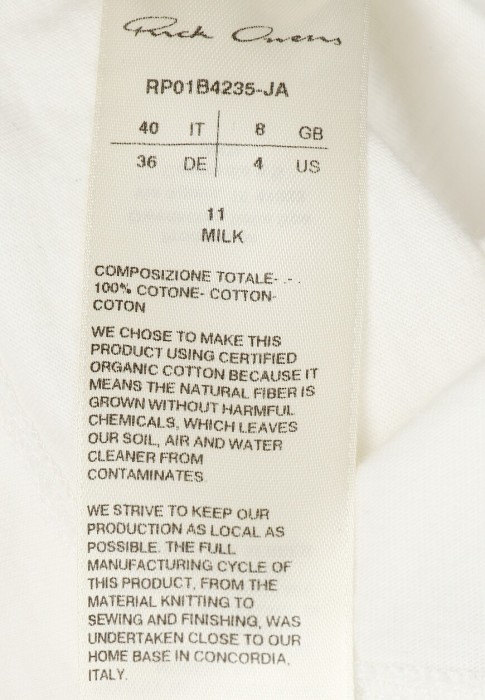 Rick Owens
RP01B4235-JA
40 IT 8 GB
36 DE 4 US
11
MILK
COMPOSIZIONE TOTALE- - -
100% COTONE- COTTON-
COTON
WE CHOSE TO MAKE THIS
PRODUCT USING CERTIFIED
ORGANIC COTTON BECAUSE IT
MEANS THE NATURAL FIBER IS
GROWN WITHOUT HARMFUL
CHEMICALS, WHICH LEAVES
OUR SOIL, AIR AND WATER
CLEANER FROM
CONTAMINATES.
WE STRIVE TO KEEP OUR
PRODUCTION AS LOCAL AS
POSSIBLE. THE FULL
MANUFACTURING CYCLE OF
THIS PRODUCT, FROM THE
MATERIAL KNITTING TO
SEWING AND FINISHING, WAS
UNDERTAKEN CLOSE TO OUR
HOME BASE IN CONCORDIA,
ITALY.